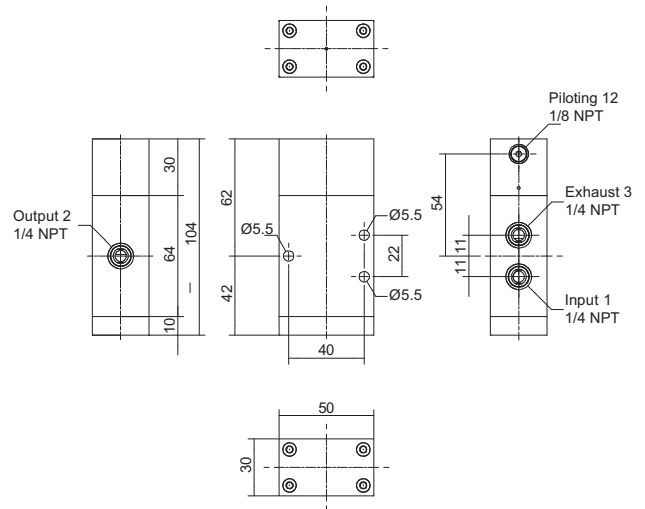 Piloting 12
1/8 NPT
30
62
54
Exhaust 3
1/4 NPT
Output 2
1/4 NPT
64
104
Ø5.5
Ø5.5
22
11
11
Ø5.5
42
10
40
Input 1
1/4 NPT
50
30